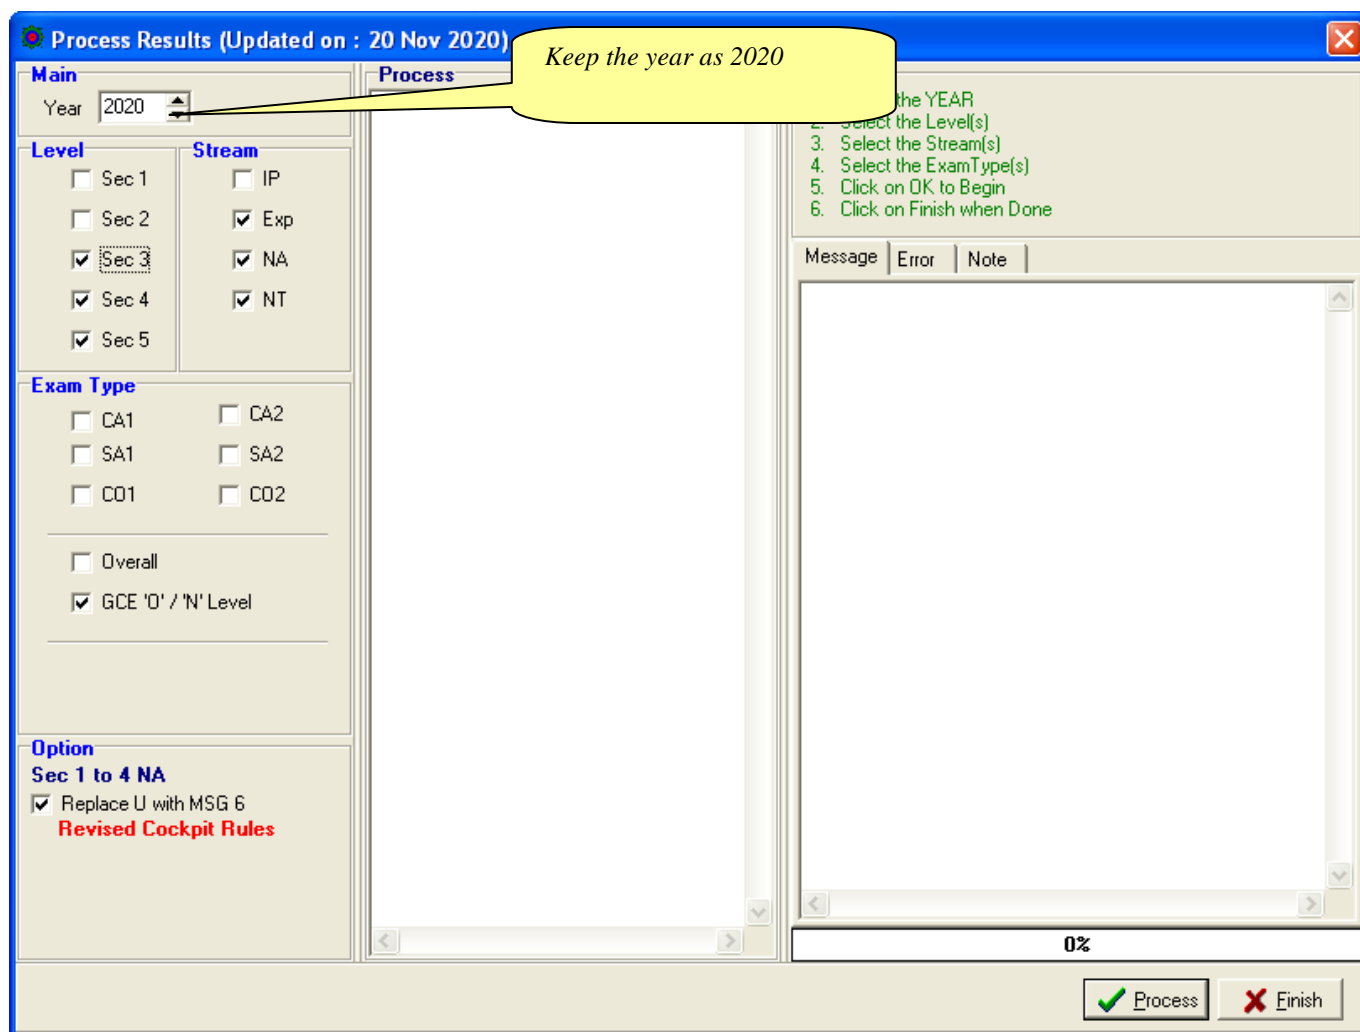 Process Results (Updated on : 20 Nov 2020)
Keep the year as 2020
Main
Year 2020
Level
Sec 1
Sec 2
Sec 3
Sec 4
Sec 5
Stream
IP
Exp
NA
NT
Exam Type
CA1 CA2
SA1 SA2
CO1 CO2
Overall
GCE 'O' / 'N' Level
Option
Sec 1 to 4 NA
Replace U with MSG 6
Revised Cockpit Rules
Process
the YEAR
2. Select the Level(s)
3. Select the Stream(s)
4. Select the ExamType(s)
5. Click on OK to Begin
6. Click on Finish when Done
Message Error Note
0%
Process Finish